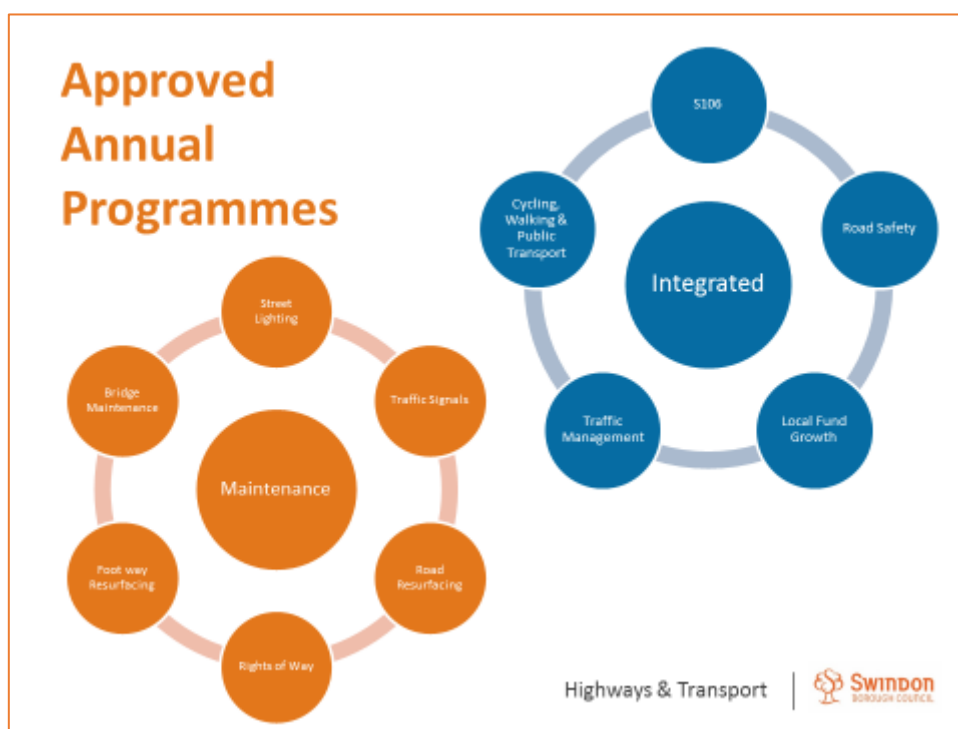 Approved
Annual
Programmes
S106
Road Safety
Local Fund
Growth
Traffic
Management
Cycling,
Walking &
Public
Transport
Integrated
Street
Lighting
Traffic Signals
Road
Resurfacing
Rights of Way
Foot way
Resurfacing
Bridge
Maintenance
Maintenance
Highways & Transport
Swindon
BOROUGH COUNCIL